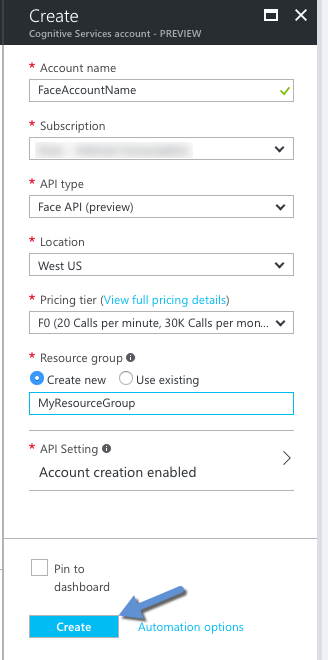 Create
Cognitive Services account - PREVIEW
* Account name
FaceAccountName
* Subscription
* API type
Face API (preview)
* Location
West US
* Pricing tier (View full pricing details)
F0 (20 Calls per minute, 30K Calls per mon...
* Resource group
Create new Use existing
MyResourceGroup
* API Setting
Account creation enabled
Pin to
dashboard
Create Automation options